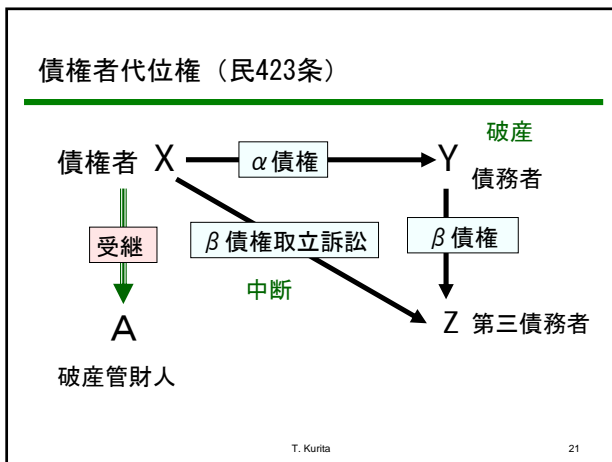 債権者代位権（民423条）
破産
債権者 X
α債権
Y
債務者
受継
β債権取立訴訟
β債権
中断
A
Z 第三債務者
破産管財人
T. Kurita
21